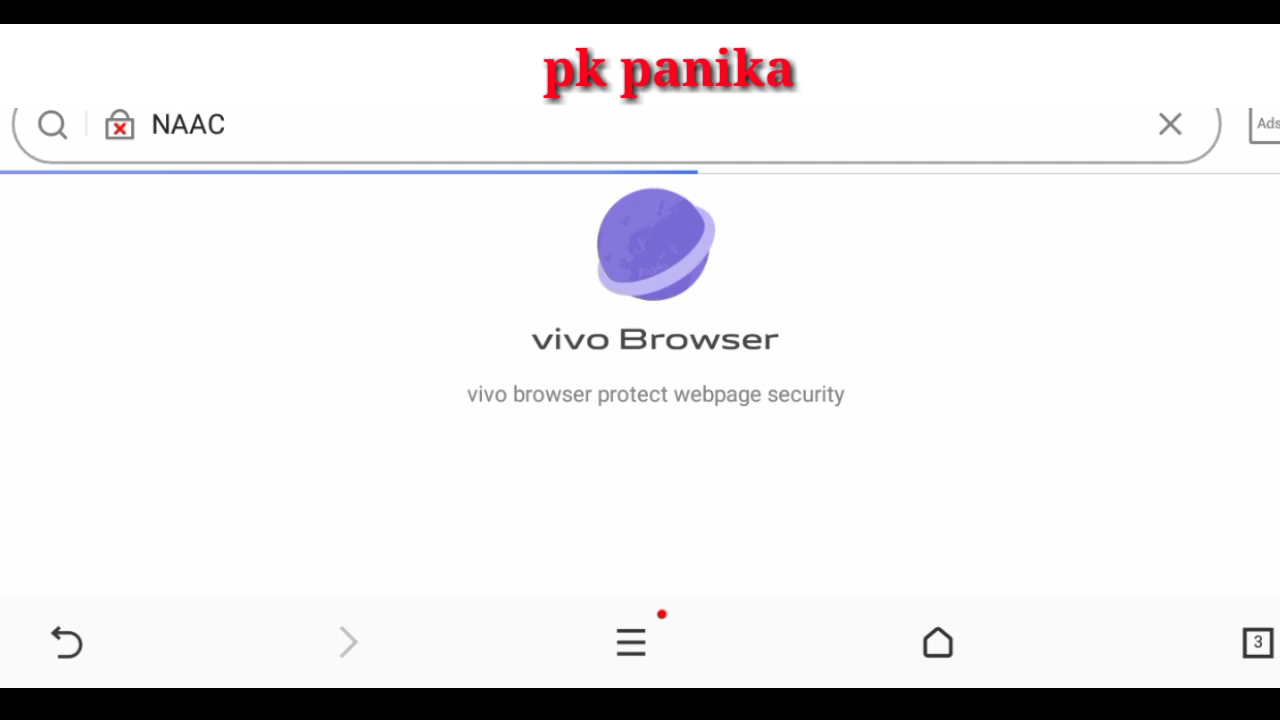 pk panika
NAAC
Ads
vivo Browser
vivo browser protect webpage security
3